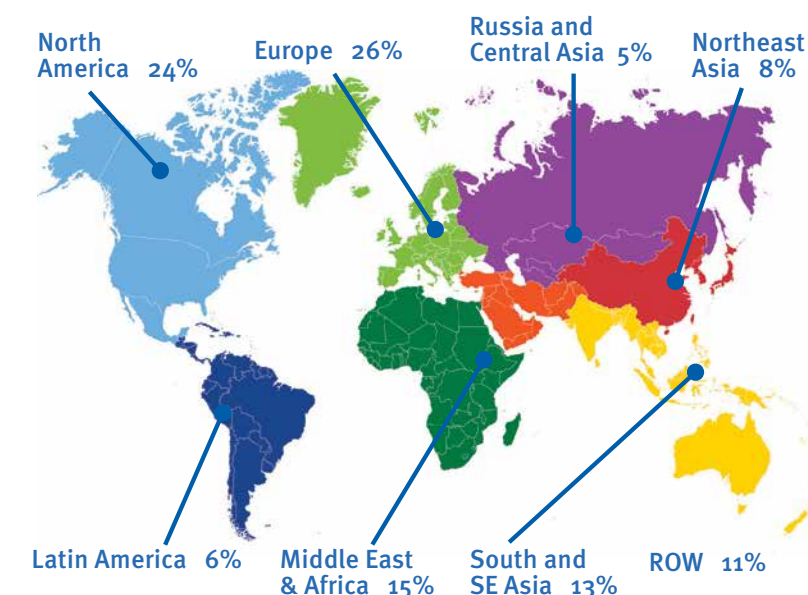 North
America 24%
Europe 26%
Russia and
Central Asia 5%
Northeast
Asia 8%
Latin America 6%
Middle East
& Africa 15%
South and
SE Asia 13%
ROW 11%